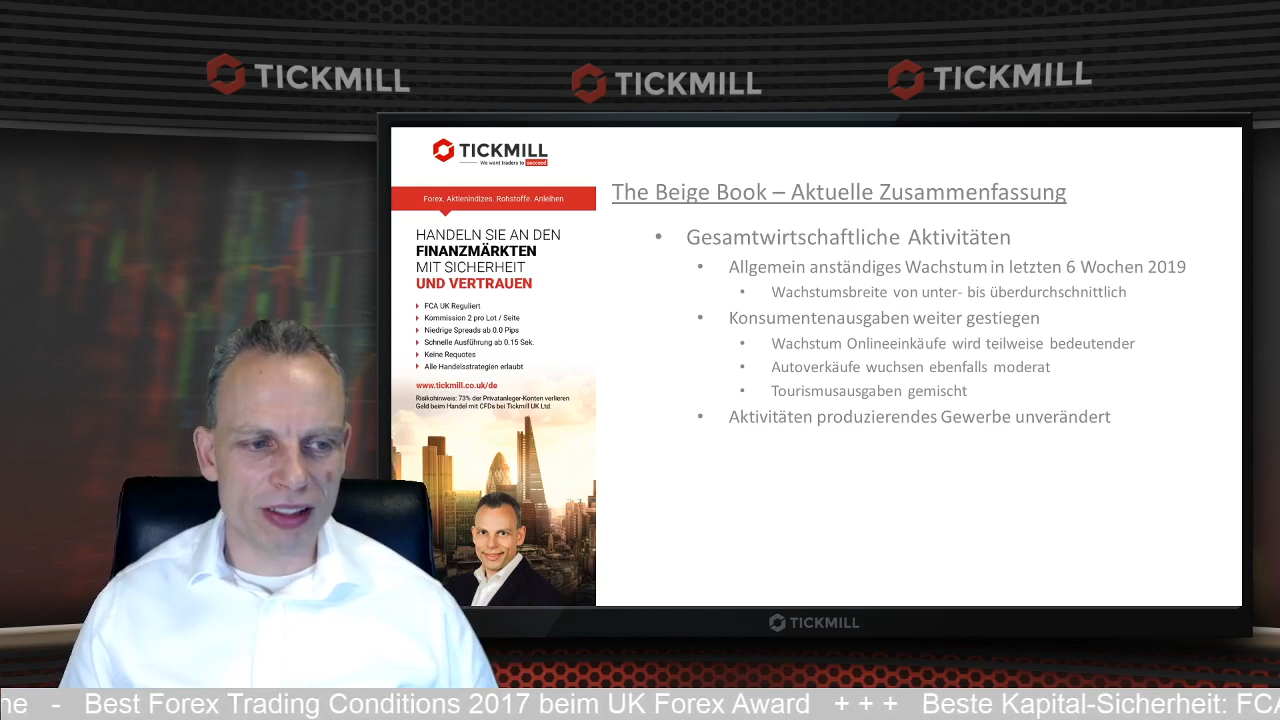 TICKMILL
TICKMILL
TICKMILL
TICKMILL
We want traders to succeed
Forex. Aktienindizes. Rohstoffe. Anleihen
HANDELN SIE AN DEN
FINANZMÄRKTEN
MIT SICHERHEIT
UND VERTRAUEN
FCA UK Reguliert
Kommission 2 pro Lot / Seite
Niedrige Spreads ab 0.0 Pips
Schnelle Ausführung ab 0.15 Sek.
Keine Requotes
Alle Handelsstrategien erlaubt
www.tickmill.co.uk/de
Risikohinweis: 73% der Privatanleger-Konten verlieren
Geld beim Handel mit CFDs bei Tickmill UK Ltd.
The Beige Book – Aktuelle Zusammenfassung
• Gesamtwirtschaftliche Aktivitäten
• Allgemein anständiges Wachstum in letzten 6 Wochen 2019
• Wachstumsbreite von unter- bis überdurchschnittlich
• Konsumentenausgaben weiter gestiegen
• Wachstum Onlineeinkäufe wird teilweise bedeutender
• Autoverkäufe wuchsen ebenfalls moderat
• Tourismusausgaben gemischt
• Aktivitäten produzierendes Gewerbe unverändert
TICKMILL
ne - Best Forex Trading Conditions 2017 beim UK Forex Award + + + Beste Kapital-Sicherheit: FCA